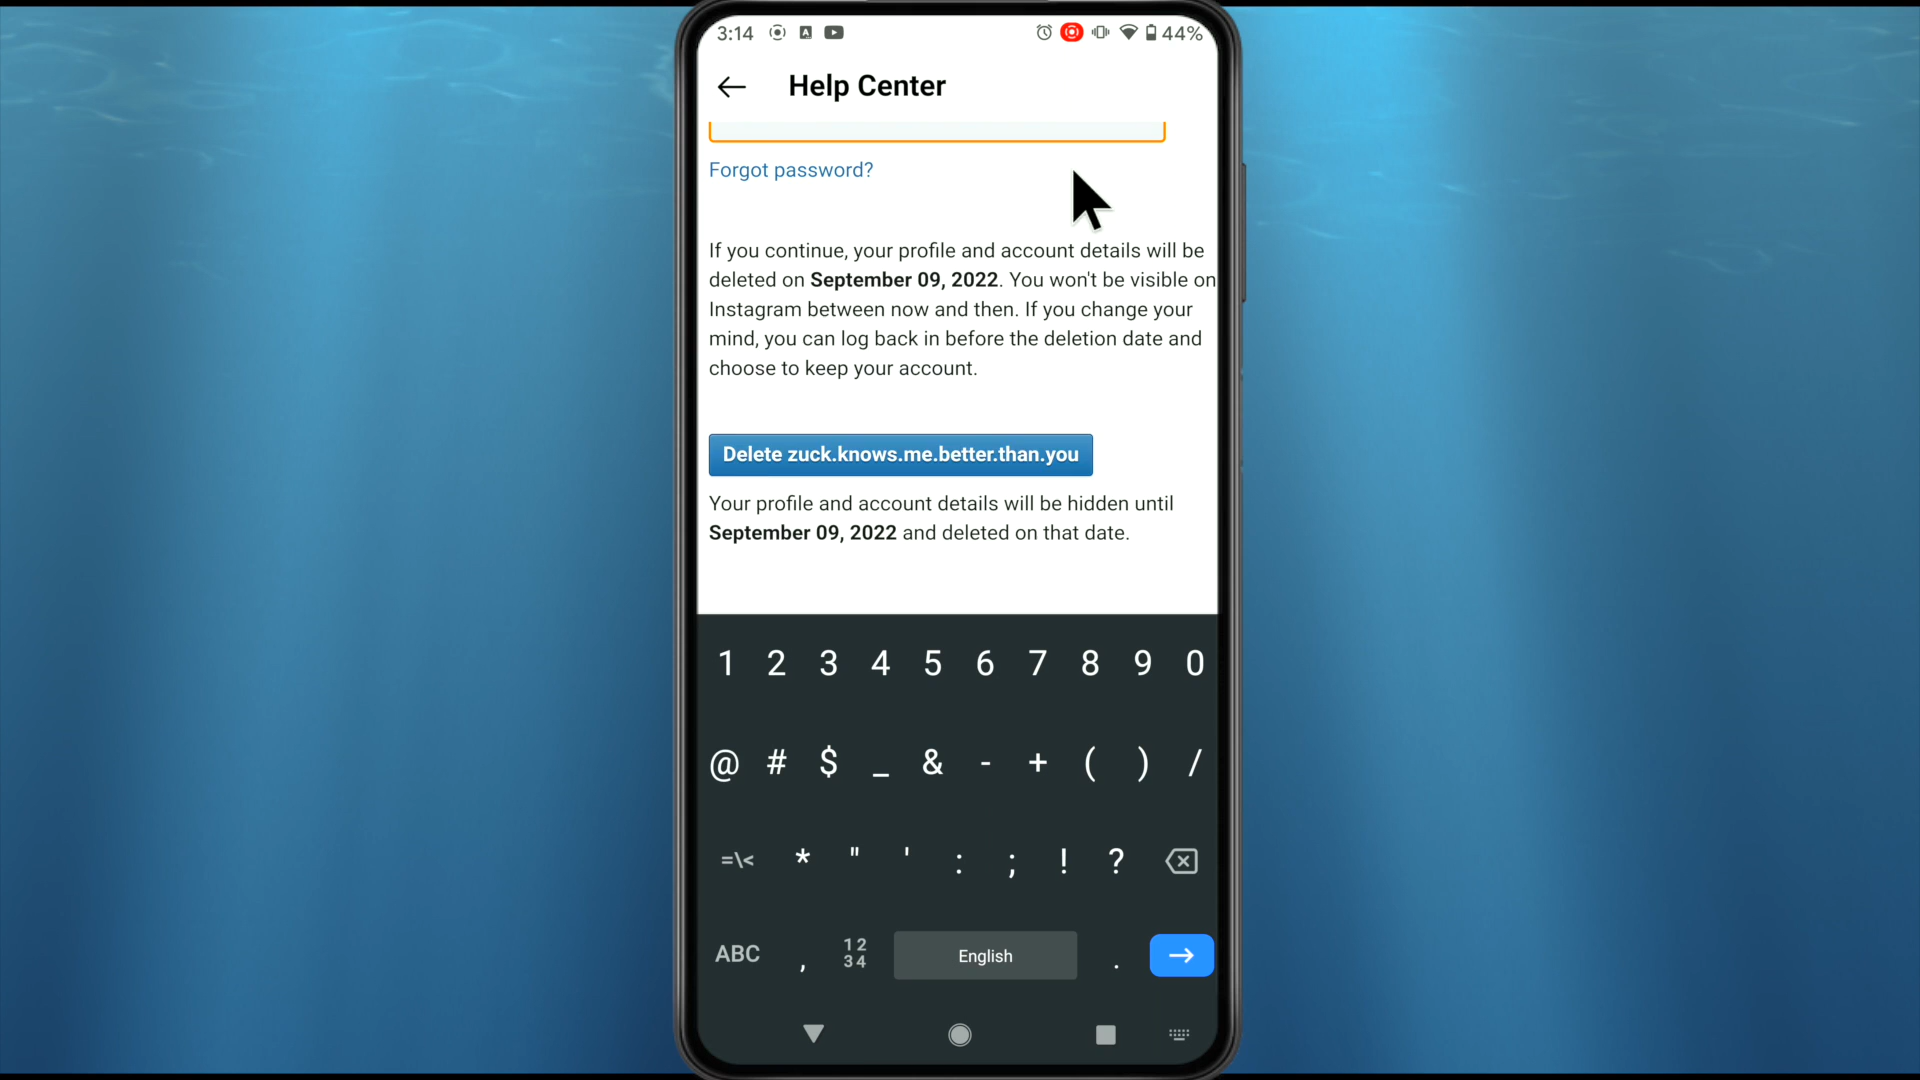 3:14 44%
Help Center
Forgot password?
If you continue, your profile and account details will be
deleted on September 09, 2022. You won't be visible on
Instagram between now and then. If you change your
mind, you can log back in before the deletion date and
choose to keep your account.
Delete zuck.knows.me.better.than.you
Your profile and account details will be hidden until
September 09, 2022 and deleted on that date.
1 2 3 4 5 6 7 8 9 0
@ # $ _ & - + ( ) /
=\< * " ' : ; ! ?
ABC , 12 34 English .